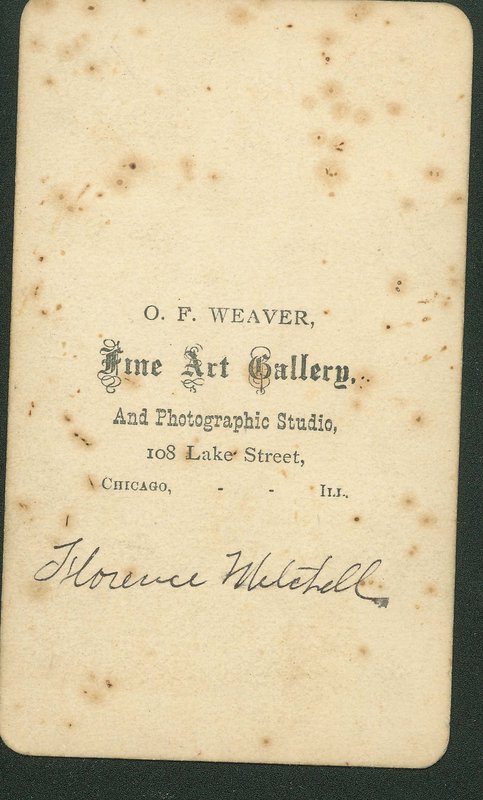 O. F. WEAVER,
Fine Art Gallery,
And Photographic Studio,
108 Lake Street,
CHICAGO, - - ILL.
Florence Mitchell